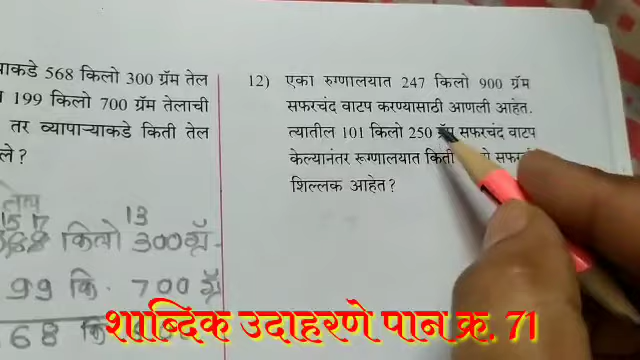 याकडे 568 किलो 300 ग्रॅम तेल
199 किलो 700 ग्रॅम तेलाची
तर व्यापाऱ्याकडे किती तेल
ले ?
12) एका रुग्णालयात 247 किलो 900 ग्रॅम
सफरचंद वाटप करण्यासाठी आणली आहेत.
त्यातील 101 किलो 250 ग्रॅम सफरचंद वाटप
केल्यानंतर रूग्णालयात किती
शिल्लक आहेत ?
15 17 13
किलो 300 ग्रॅ.
99 कि. 700 ग्रॅ
68 कि
शाब्दिक उदाहरणे पान क्र. 71